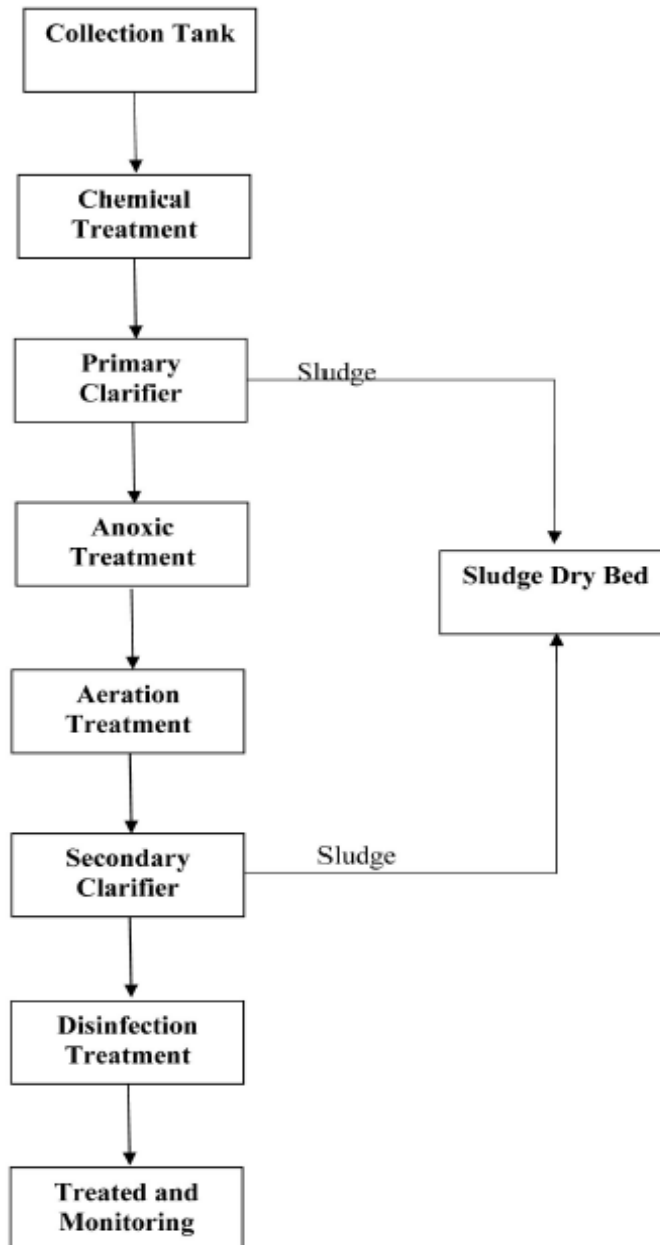 Collection Tank
Chemical
Treatment
Primary
Clarifier
Sludge
Anoxic
Treatment
Sludge Dry Bed
Aeration
Treatment
Secondary
Clarifier
Sludge
Disinfection
Treatment
Treated and
Monitoring